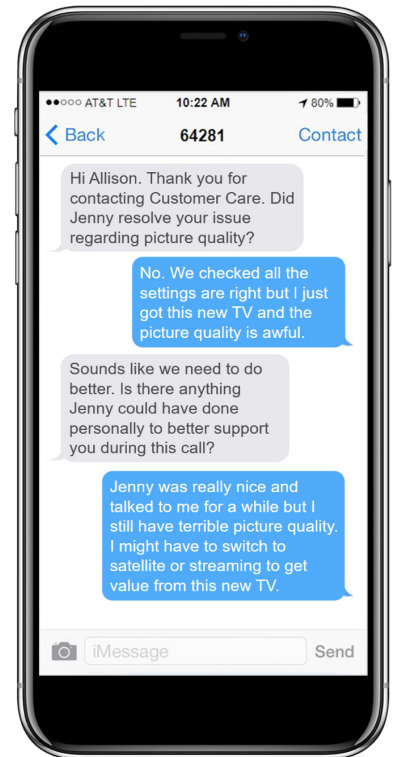 AT&T LTE 10:22 AM 80%
Back 64281 Contact
Hi Allison. Thank you for
contacting Customer Care. Did
Jenny resolve your issue
regarding picture quality?
No. We checked all the
settings are right but I just
got this new TV and the
picture quality is awful.
Sounds like we need to do
better. Is there anything
Jenny could have done
personally to better support
you during this call?
Jenny was really nice and
talked to me for a while but I
still have terrible picture quality.
I might have to switch to
satellite or streaming to get
value from this new TV.
iMessage Send